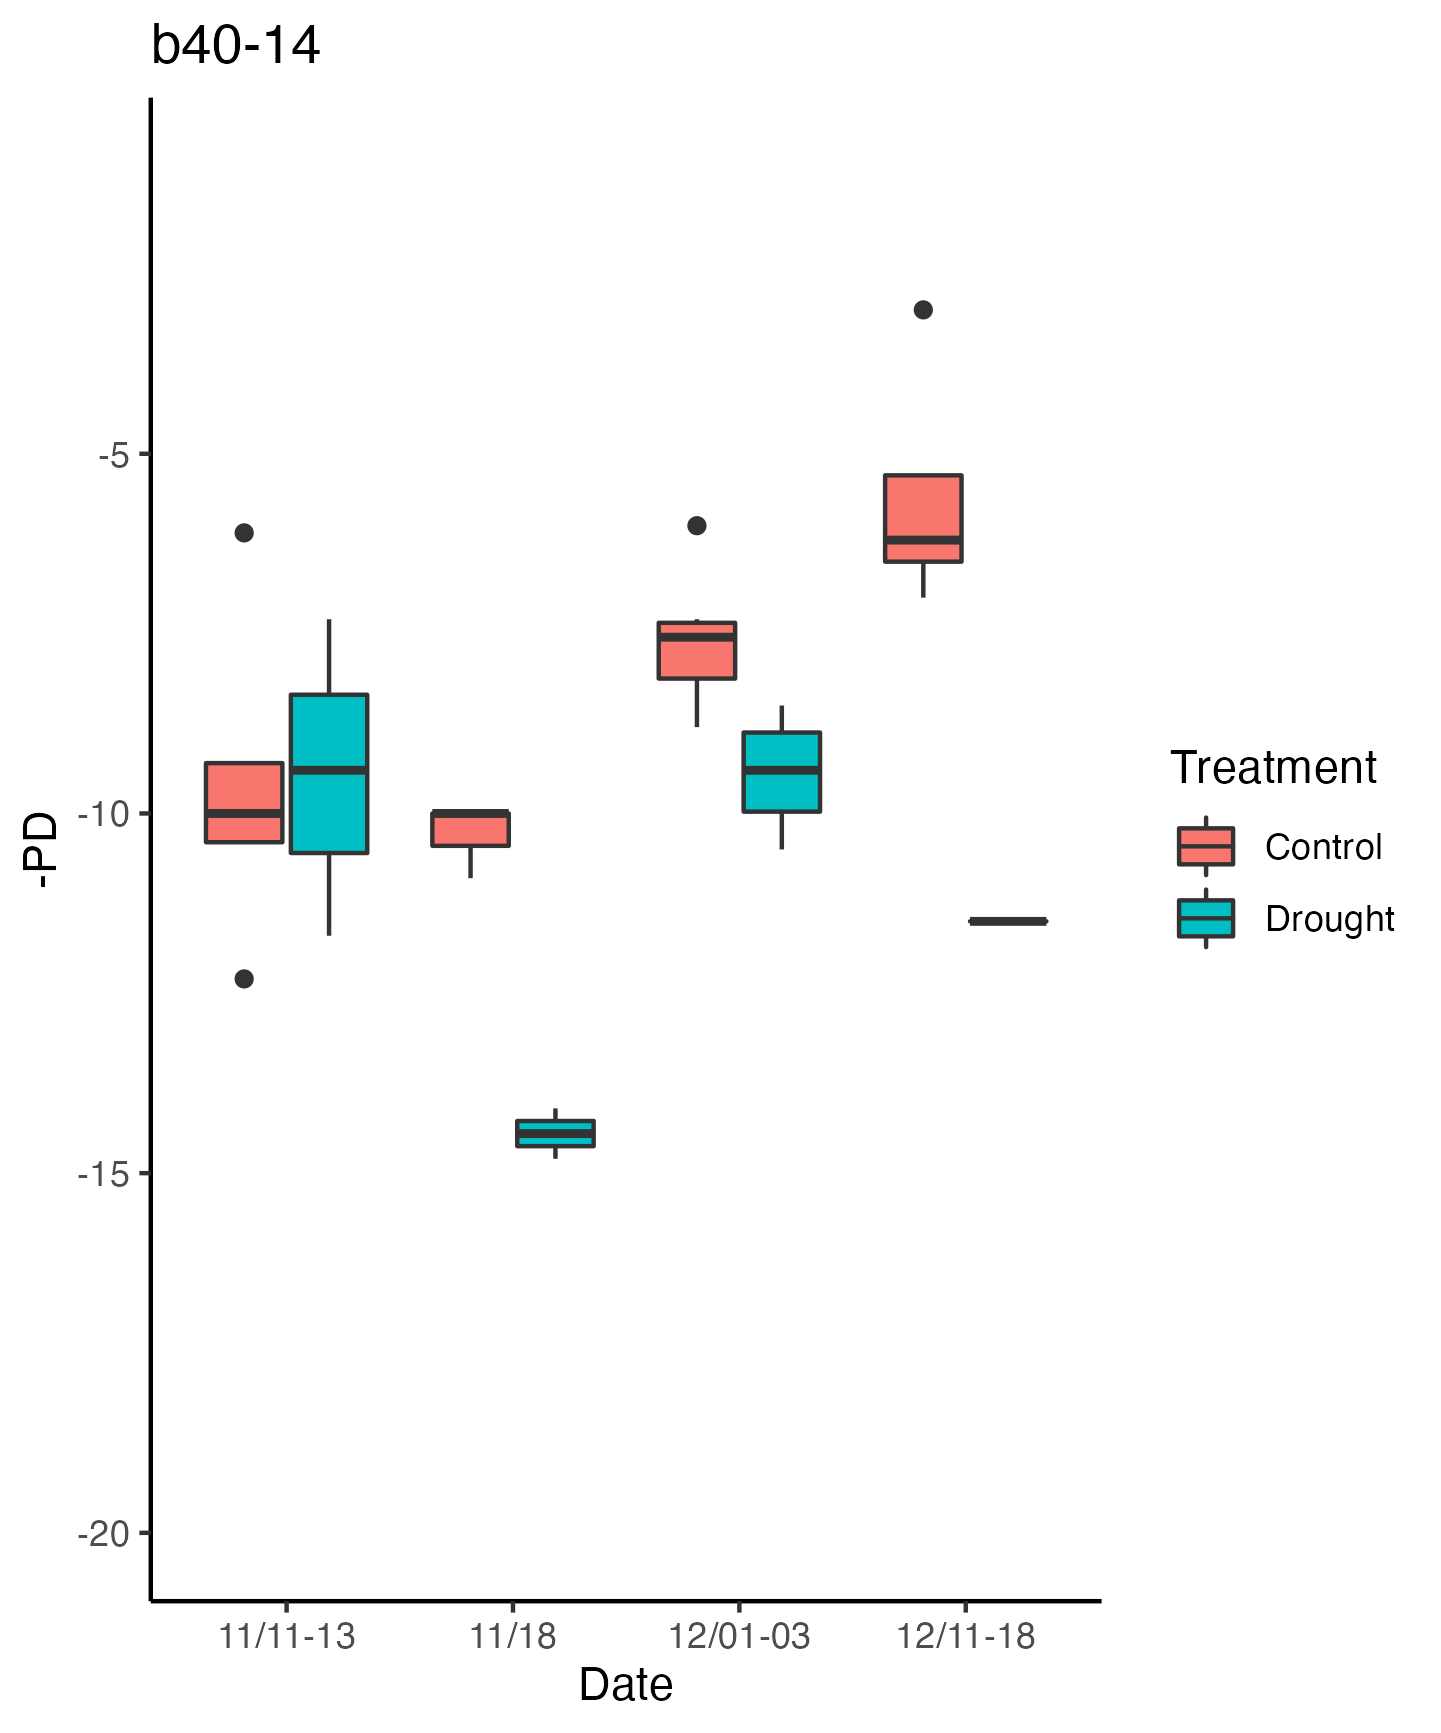 b40-14
-5
-10
-15
-20
-PD
11/11-13
11/18
12/01-03
12/11-18
Date
Treatment
Control
Drought